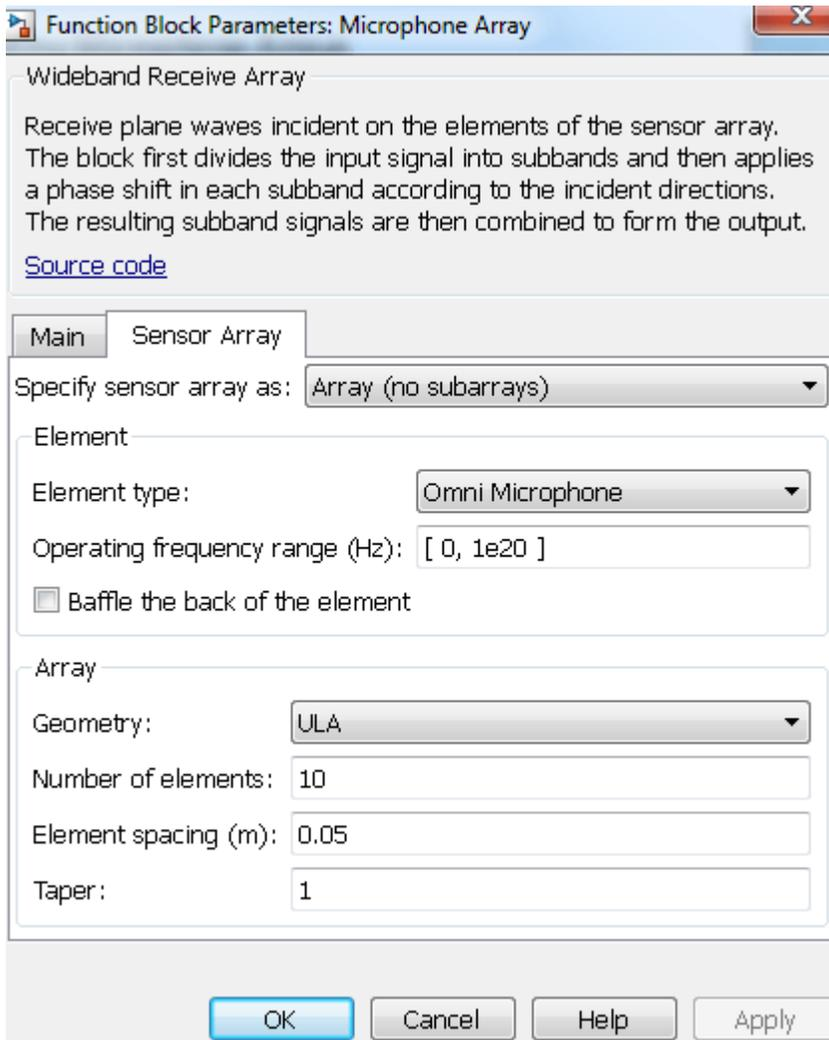 Function Block Parameters: Microphone Array
Wideband Receive Array
Receive plane waves incident on the elements of the sensor array.
The block first divides the input signal into subbands and then applies
a phase shift in each subband according to the incident directions.
The resulting subband signals are then combined to form the output.
Source code
Main Sensor Array
Specify sensor array as: Array (no subarrays)
Element
Element type: Omni Microphone
Operating frequency range (Hz): [ 0, 1e20 ]
Baffle the back of the element
Array
Geometry: ULA
Number of elements: 10
Element spacing (m): 0.05
Taper: 1
OK Cancel Help Apply